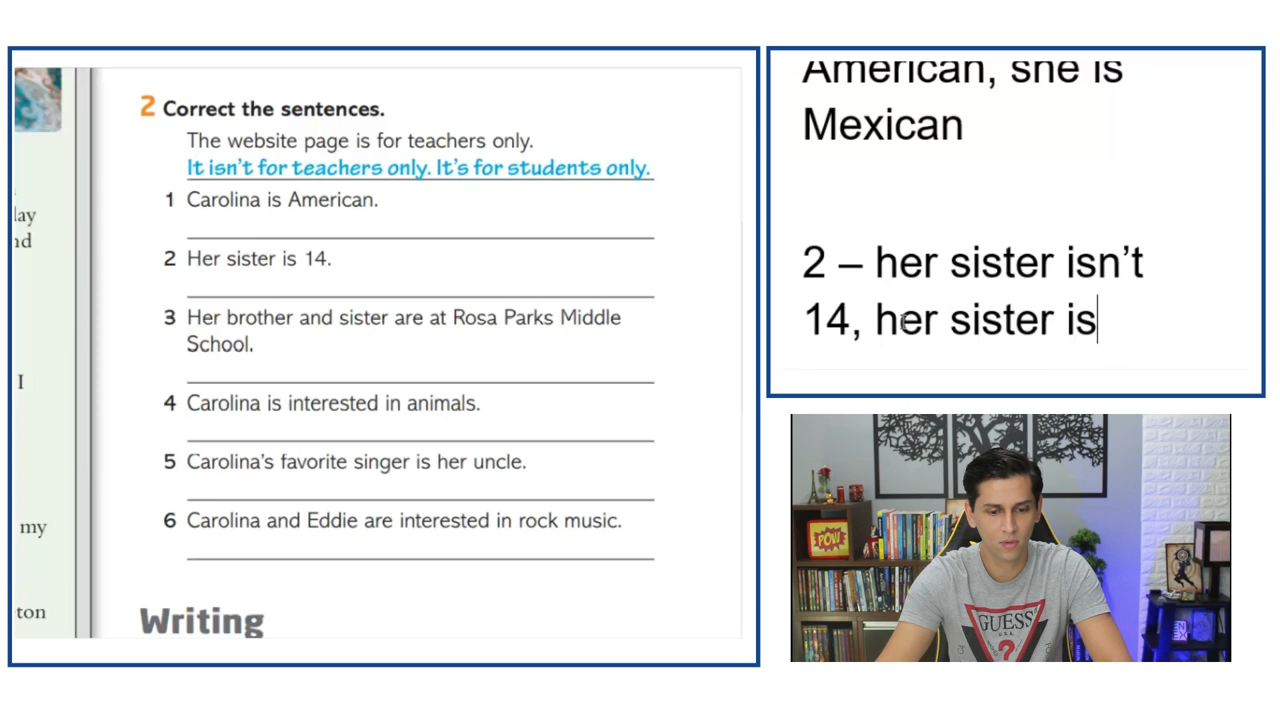 2 Correct the sentences.
The website page is for teachers only.
It isn't for teachers only. It's for students only.
1 Carolina is American.
2 Her sister is 14.
3 Her brother and sister are at Rosa Parks Middle
School.
4 Carolina is interested in animals.
5 Carolina's favorite singer is her uncle.
6 Carolina and Eddie are interested in rock music.
Writing
lay
nd
I
my
ton
American, she is
Mexican
2 – her sister isn't
14, her sister is
POW
GUESS
U.S.A.
?